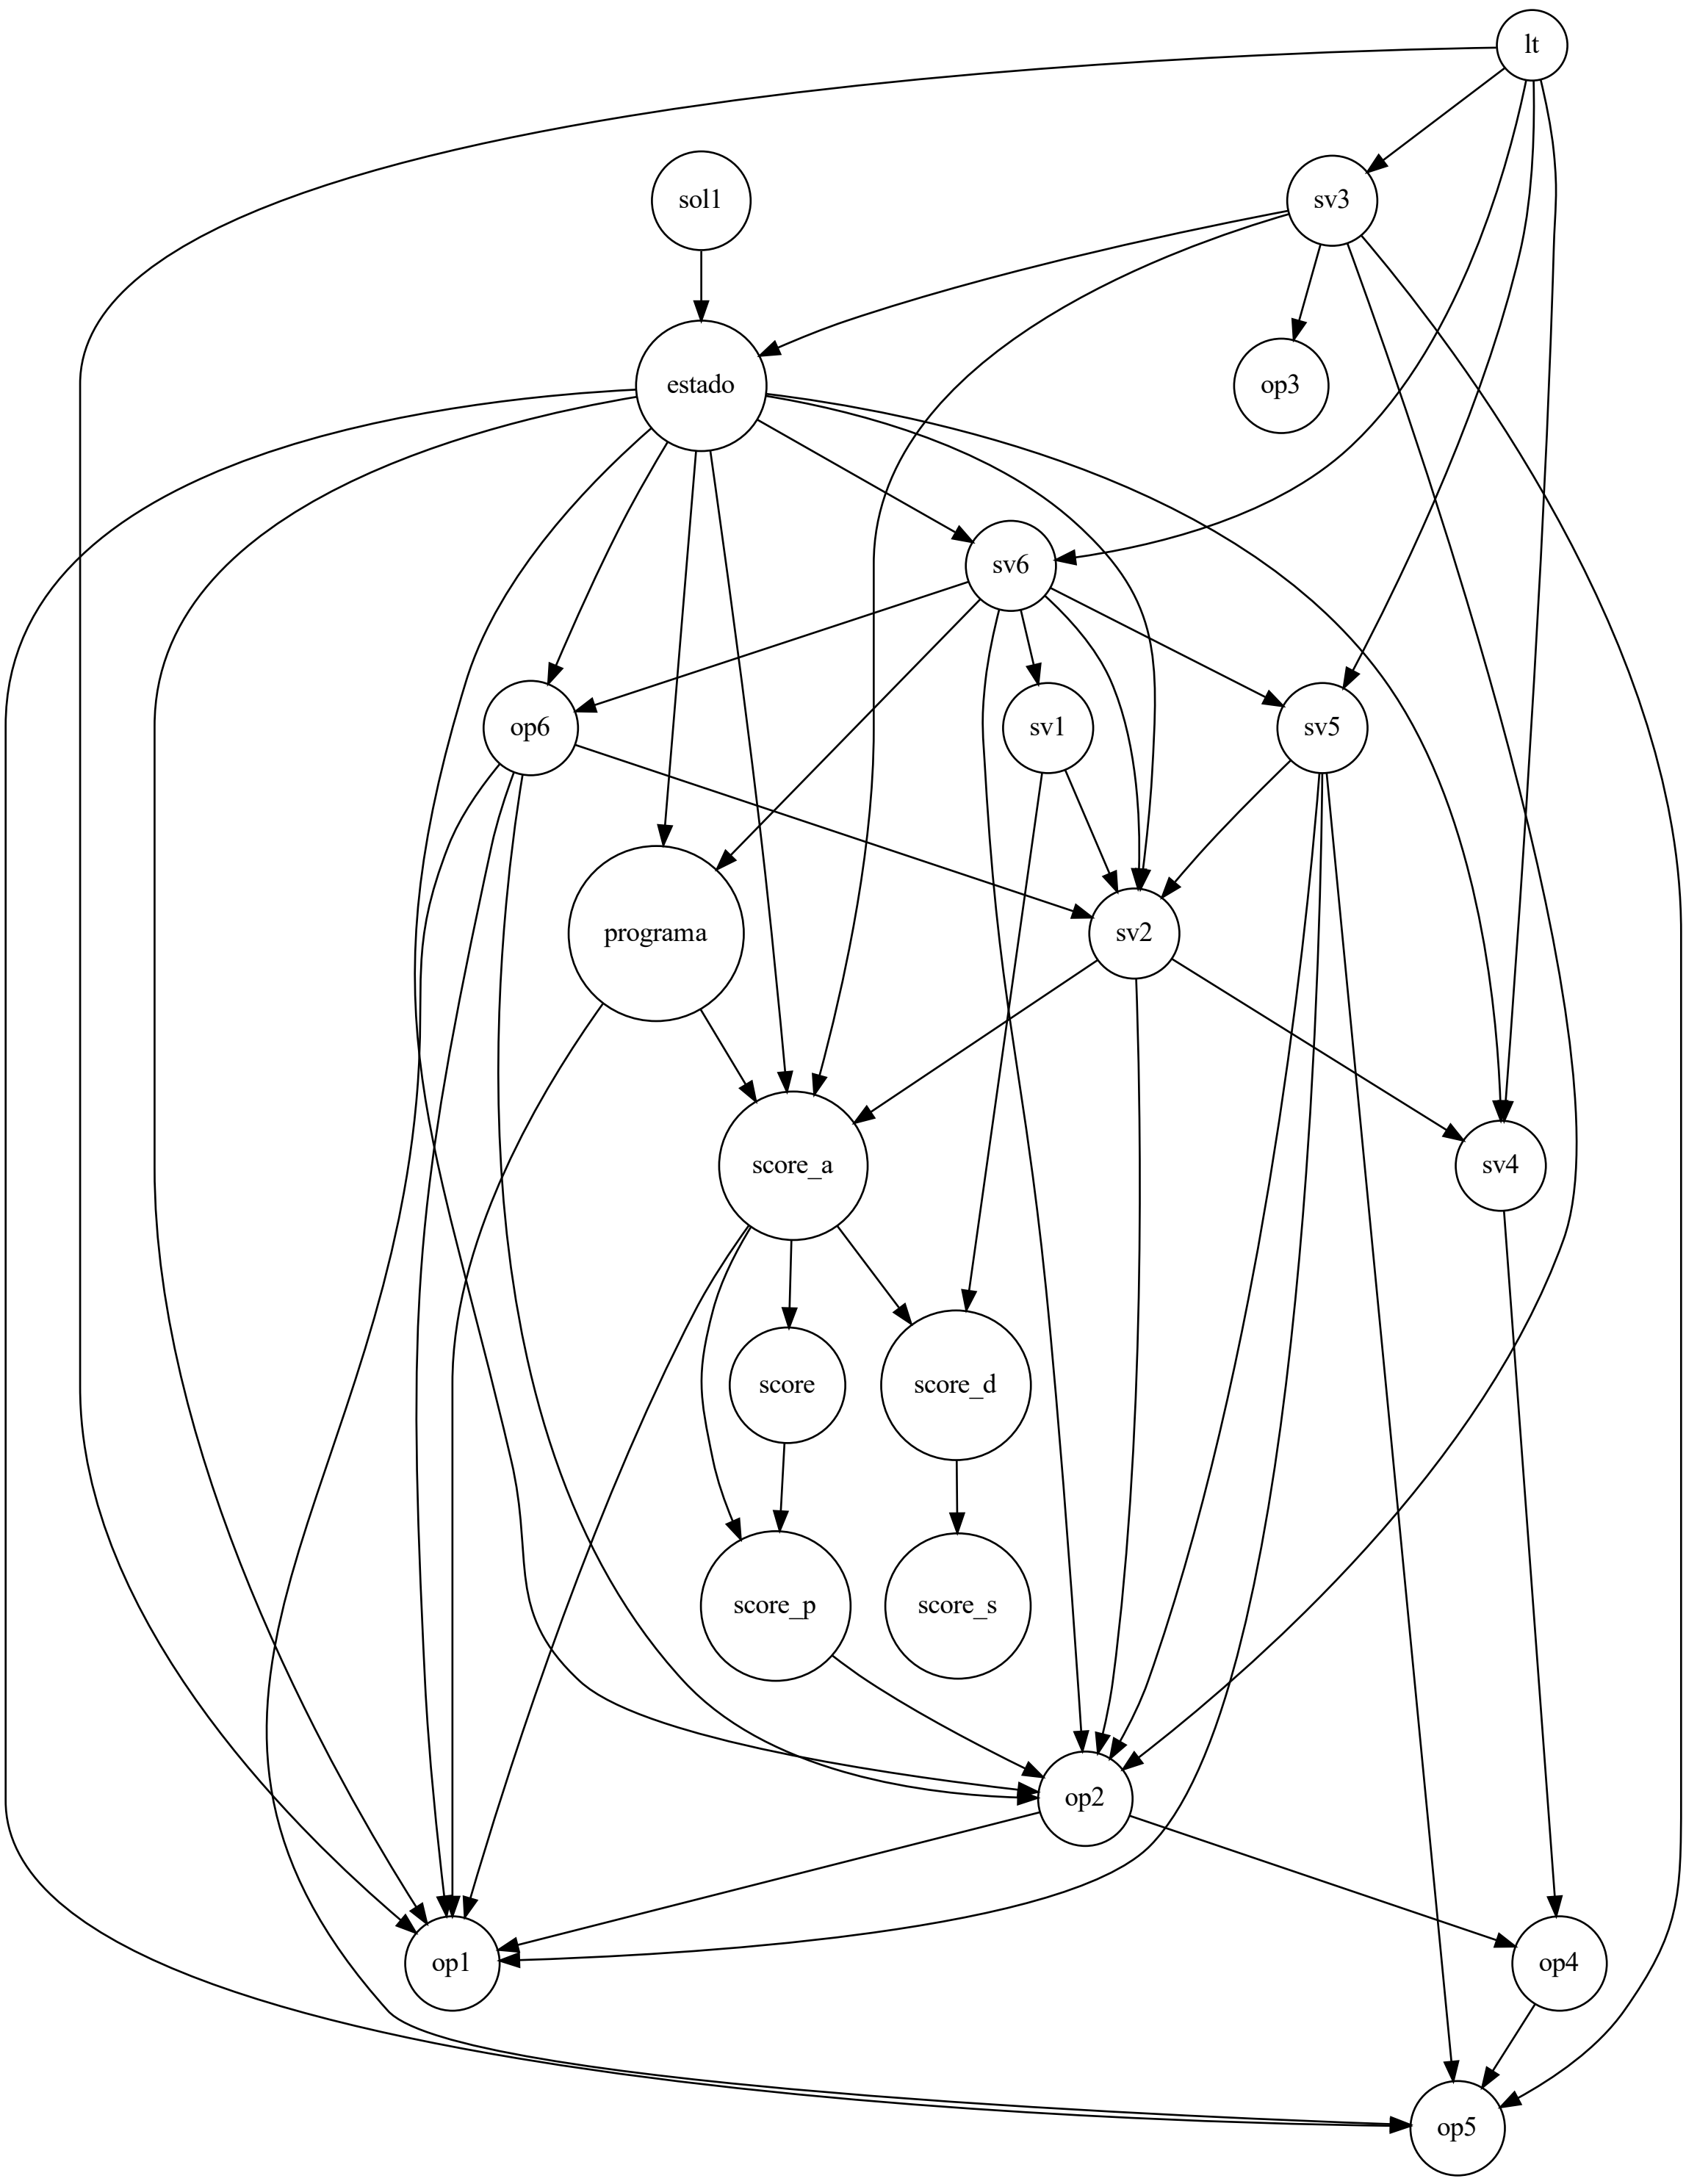 lt
sol1
sv3
estado
op3
sv6
op6
sv1
sv5
programa
sv2
score_a
sv4
score
score_d
score_p
score_s
op2
op1
op4
op5